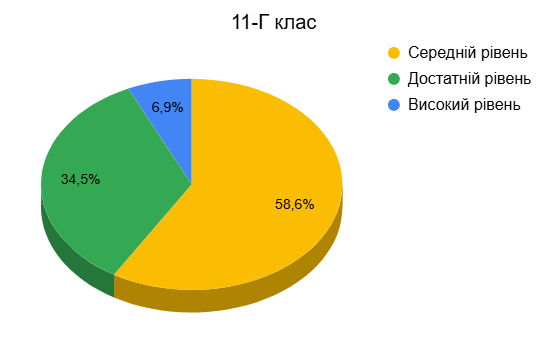 11-Г клас
Середній рівень
Достатній рівень
Високий рівень
6,9%
34,5%
58,6%